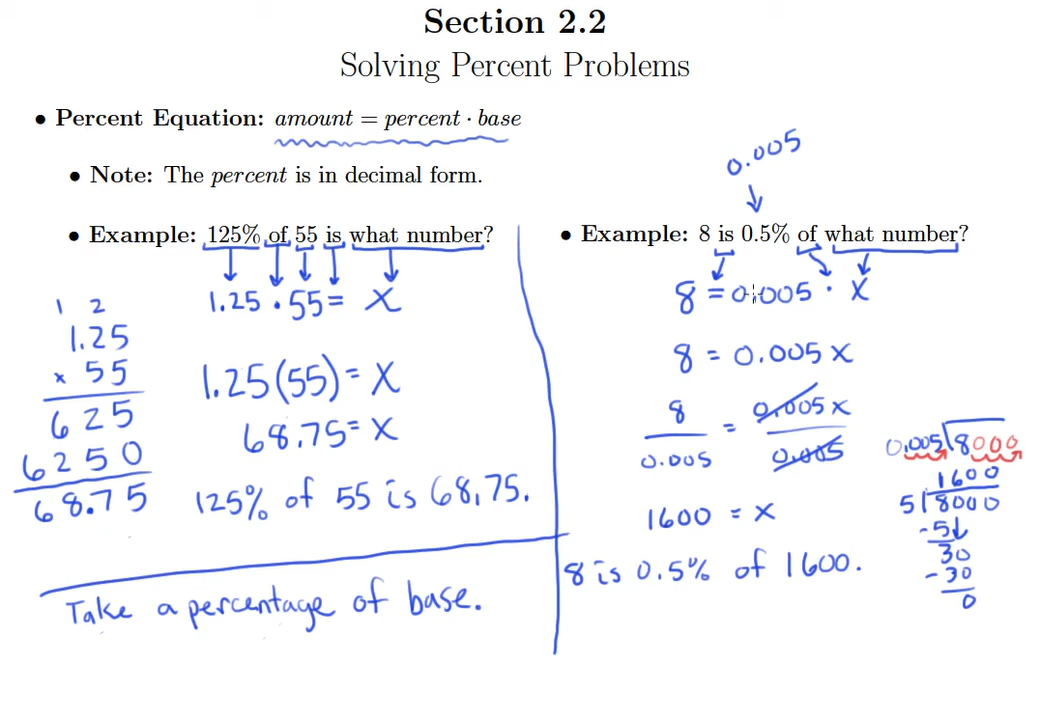 Section 2.2
Solving Percent Problems
• Percent Equation: amount = percent · base
• Note: The percent is in decimal form.
• Example: 125% of 55 is what number?
1.25 · 55 = X
1 2
1.25
x 55
625
6250
68.75
1.25(55) = X
68.75 = X
125% of 55 is 68.75.
Take a percentage of base.
0.005
• Example: 8 is 0.5% of what number?
8 = 0.005 · X
8 = 0.005 X
8 = 0.005 X
0.005 0.005
1600 = X
8 is 0.5% of 1600.
0.005 8000
1600
5 8000
-5
30
-30
0